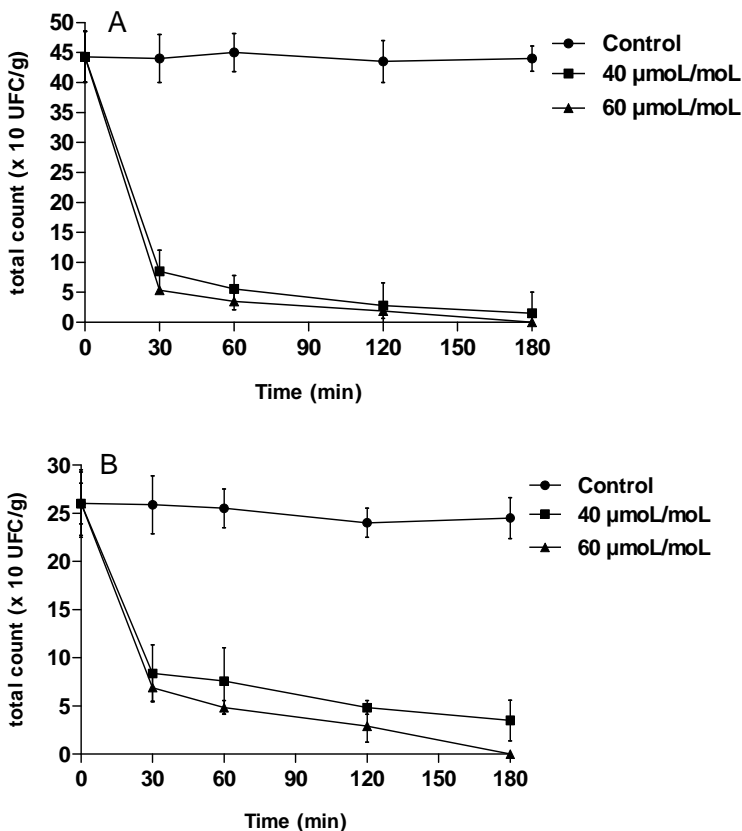 A
50
45
40
35
30
25
20
15
10
5
0
total count (x 10 UFC/g)
0 30 60 90 120 150 180
Time (min)
Control
40 µmoL/moL
60 µmoL/moL
B
30
25
20
15
10
5
0
total count (x 10 UFC/g)
0 30 60 90 120 150 180
Time (min)
Control
40 µmoL/moL
60 µmoL/moL